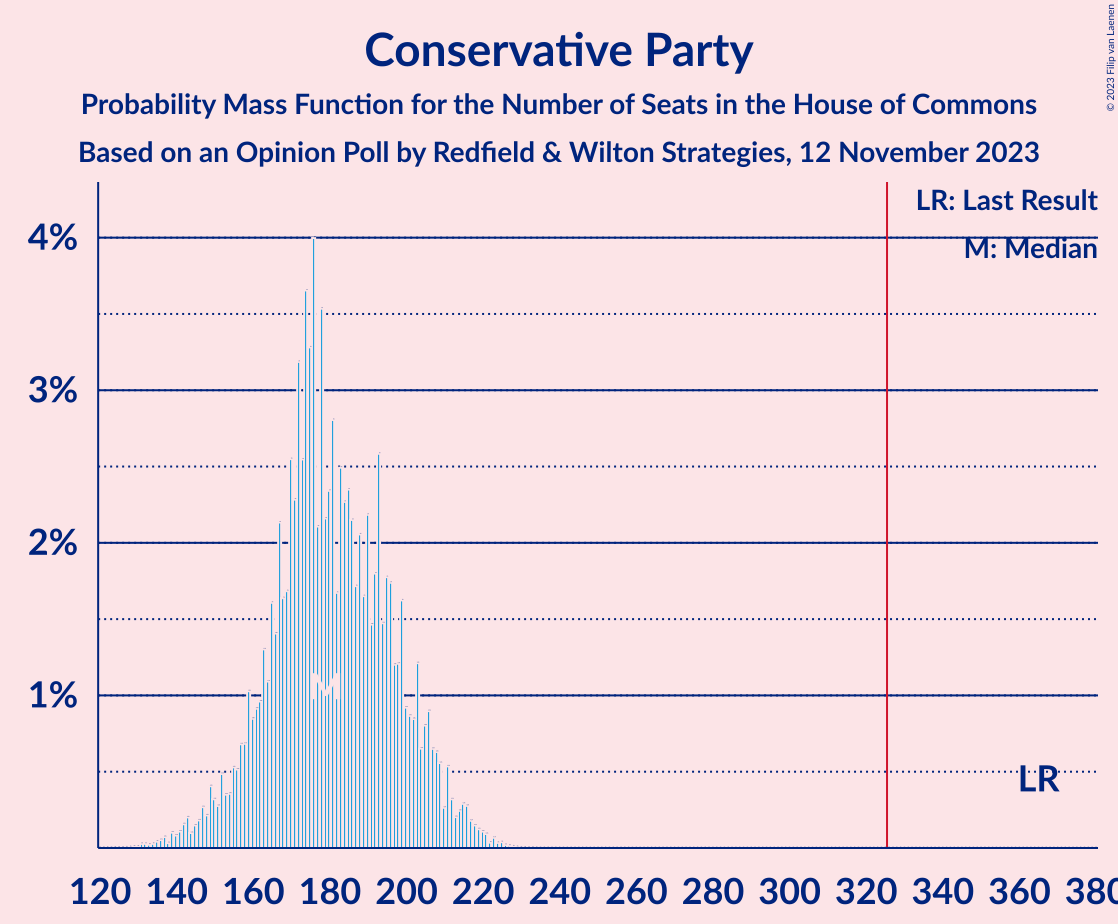 Conservative Party
Probability Mass Function for the Number of Seats in the House of Commons
Based on an Opinion Poll by Redfield & Wilton Strategies, 12 November 2023
© 2023 Filip van Laenen
LR: Last Result
M: Median
4%
3%
2%
1%
M
LR
120 140 160 180 200 220 240 260 280 300 320 340 360 380